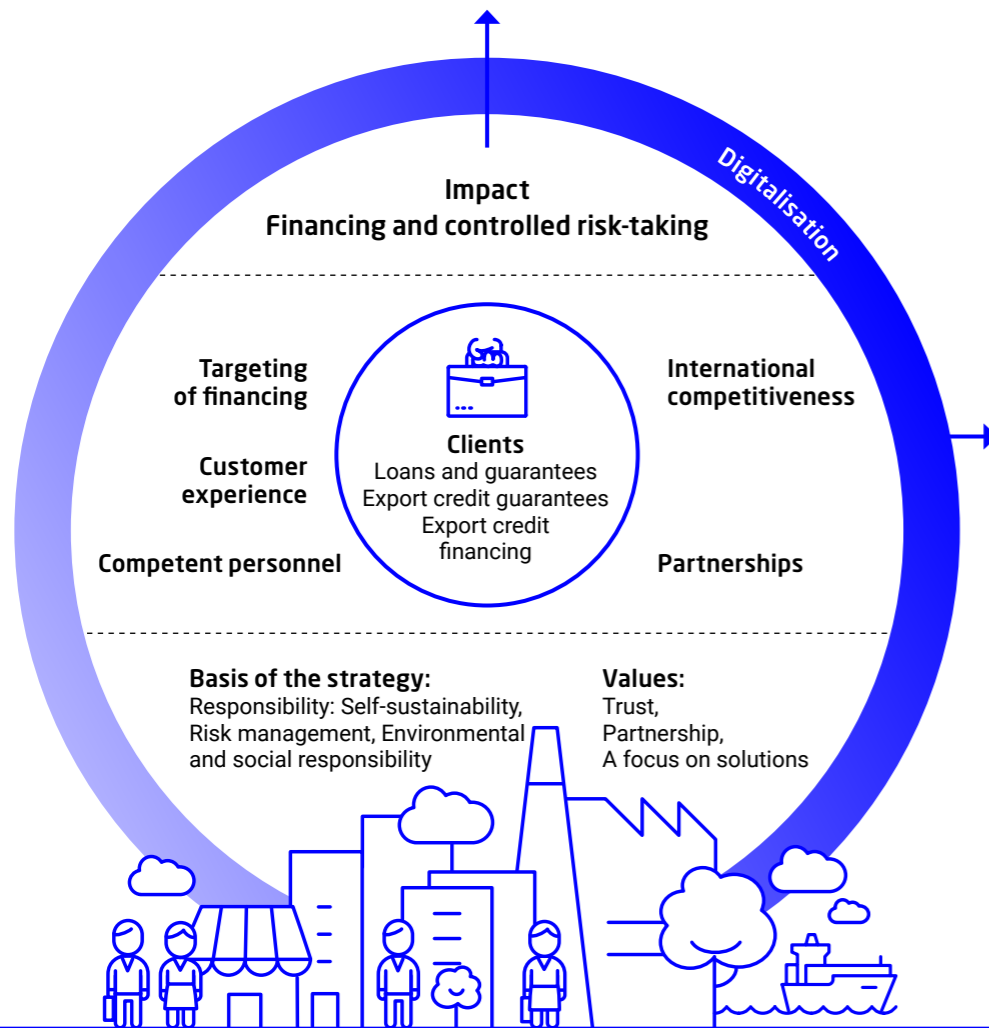 Digitalisation
Impact
Financing and controlled risk-taking
Targeting
of financing
Customer
experience
Competent personnel
Clients
Loans and guarantees
Export credit guarantees
Export credit
financing
International
competitiveness
Partnerships
Basis of the strategy:
Responsibility: Self-sustainability,
Risk management, Environmental
and social responsibility
Values:
Trust,
Partnership,
A focus on solutions